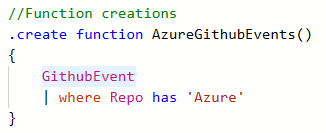 //Function creations
.create function AzureGithubEvents()
{
    GithubEvent
    | where Repo has 'Azure'
}